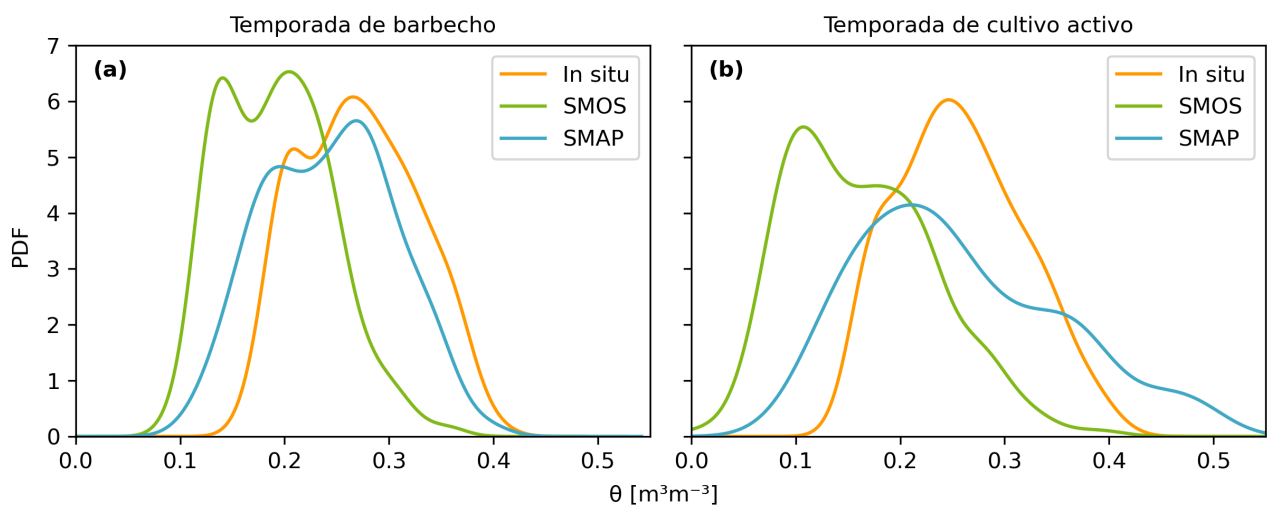 Temporada de barbecho
Temporada de cultivo activo
(a)
In situ
SMOS
SMAP
(b)
In situ
SMOS
SMAP
PDF
7
6
5
4
3
2
1
0
0.0 0.1 0.2 0.3 0.4 0.5
0.0 0.1 0.2 0.3 0.4 0.5
θ [m³m⁻³]